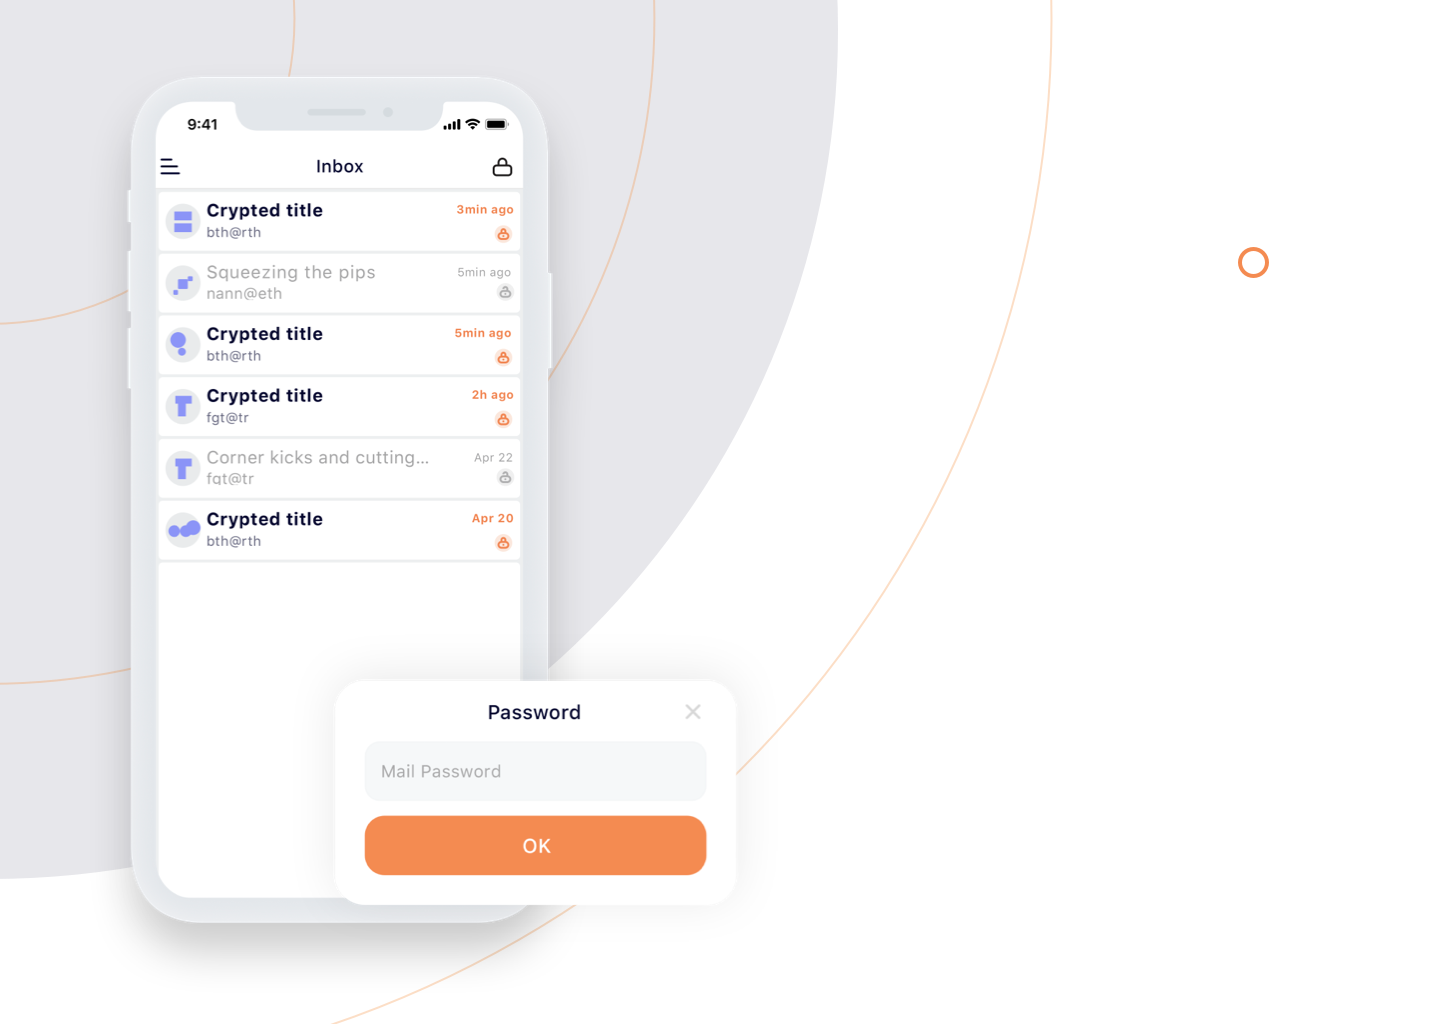 9:41
Inbox
Crypted title
3min ago
bth@rth
Squeezing the pips
5min ago
nann@eth
Crypted title
5min ago
bth@rth
Crypted title
2h ago
fgt@tr
Corner kicks and cutting...
Apr 22
fgt@tr
Crypted title
Apr 20
bth@rth
Password
Mail Password
OK